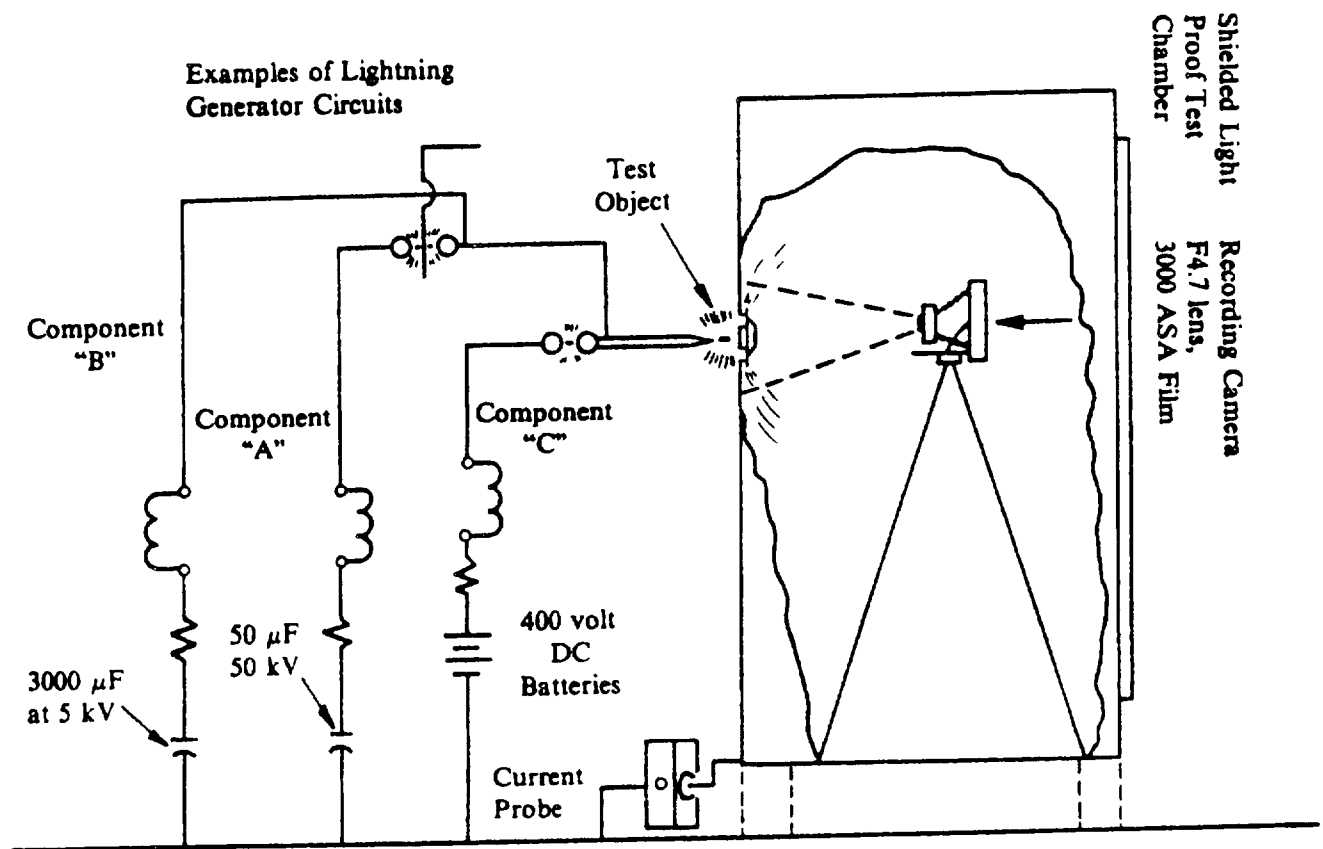 Examples of Lightning
Generator Circuits
Shielded Light
Proof Test
Chamber
Test
Object
Recording Camera
F4.7 lens,
3000 ASA Film
Component
“B”
Component
“A”
Component
“C”
50 μF
50 kV
400 volt
DC
Batteries
3000 μF
at 5 kV
Current
Probe